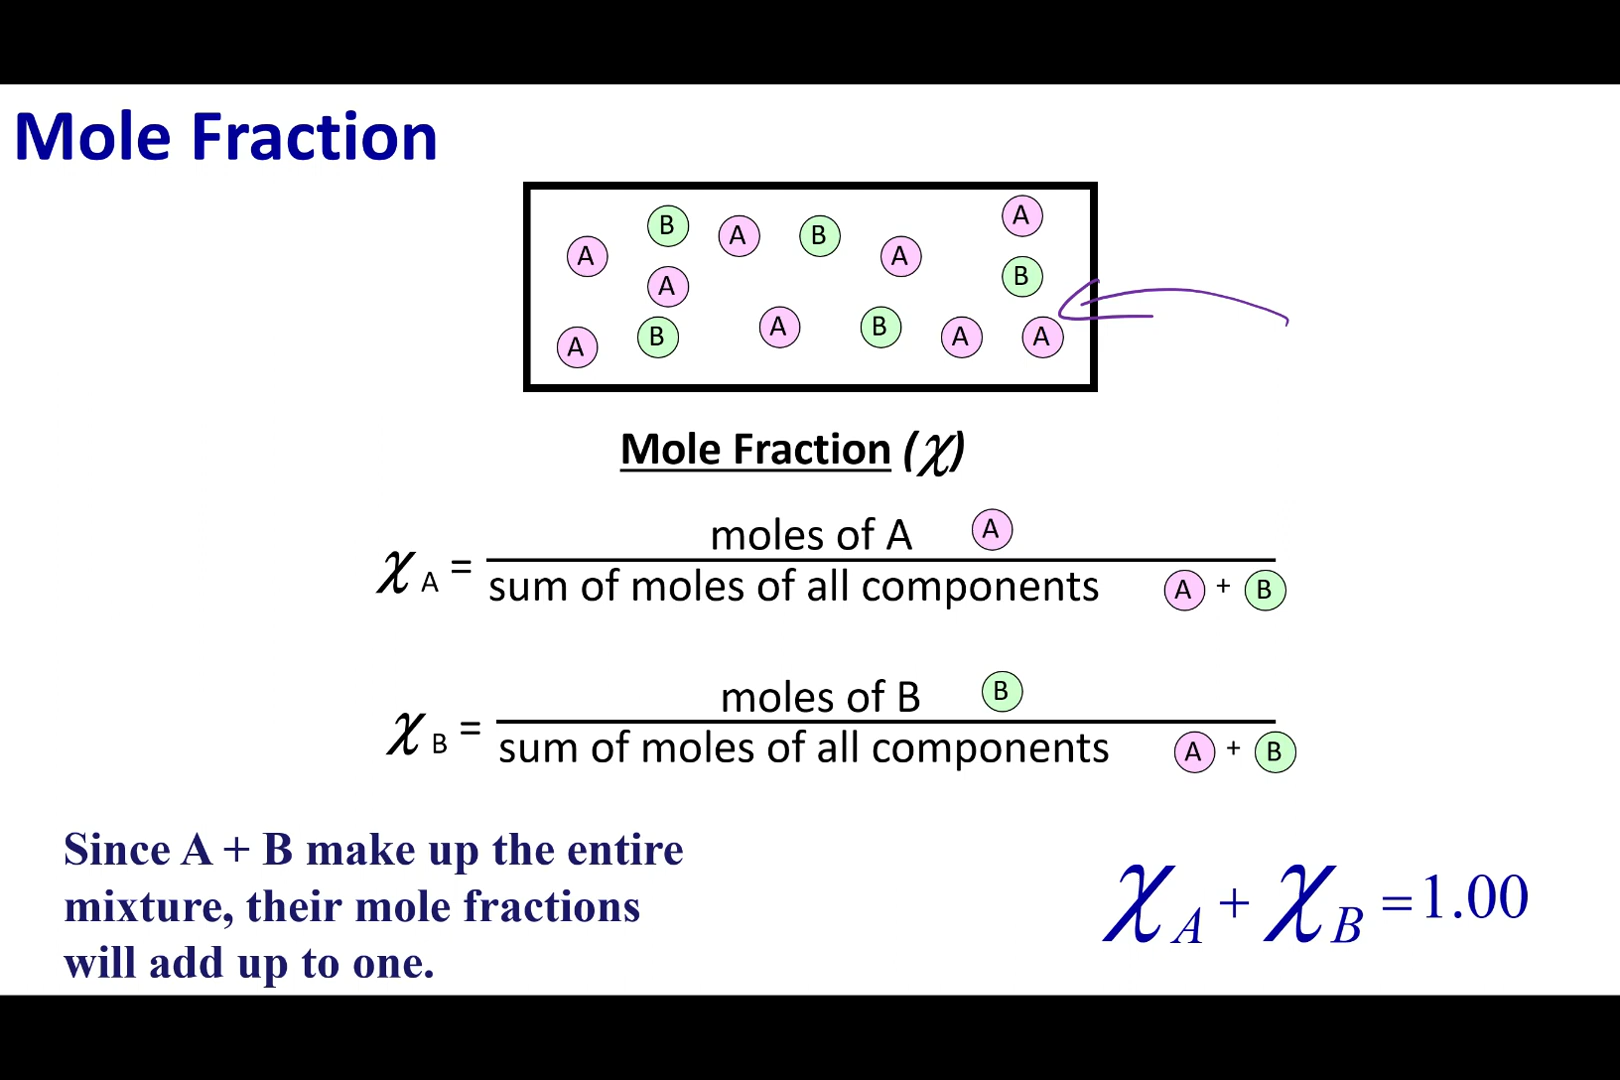 Mole Fraction
A
B A B A
B A A B
A
A B A B A A
Mole Fraction (χ)
moles of A A
χ A = sum of moles of all components A + B
moles of B B
χ B = sum of moles of all components A + B
Since A + B make up the entire
mixture, their mole fractions
will add up to one.
χA + χB = 1.00